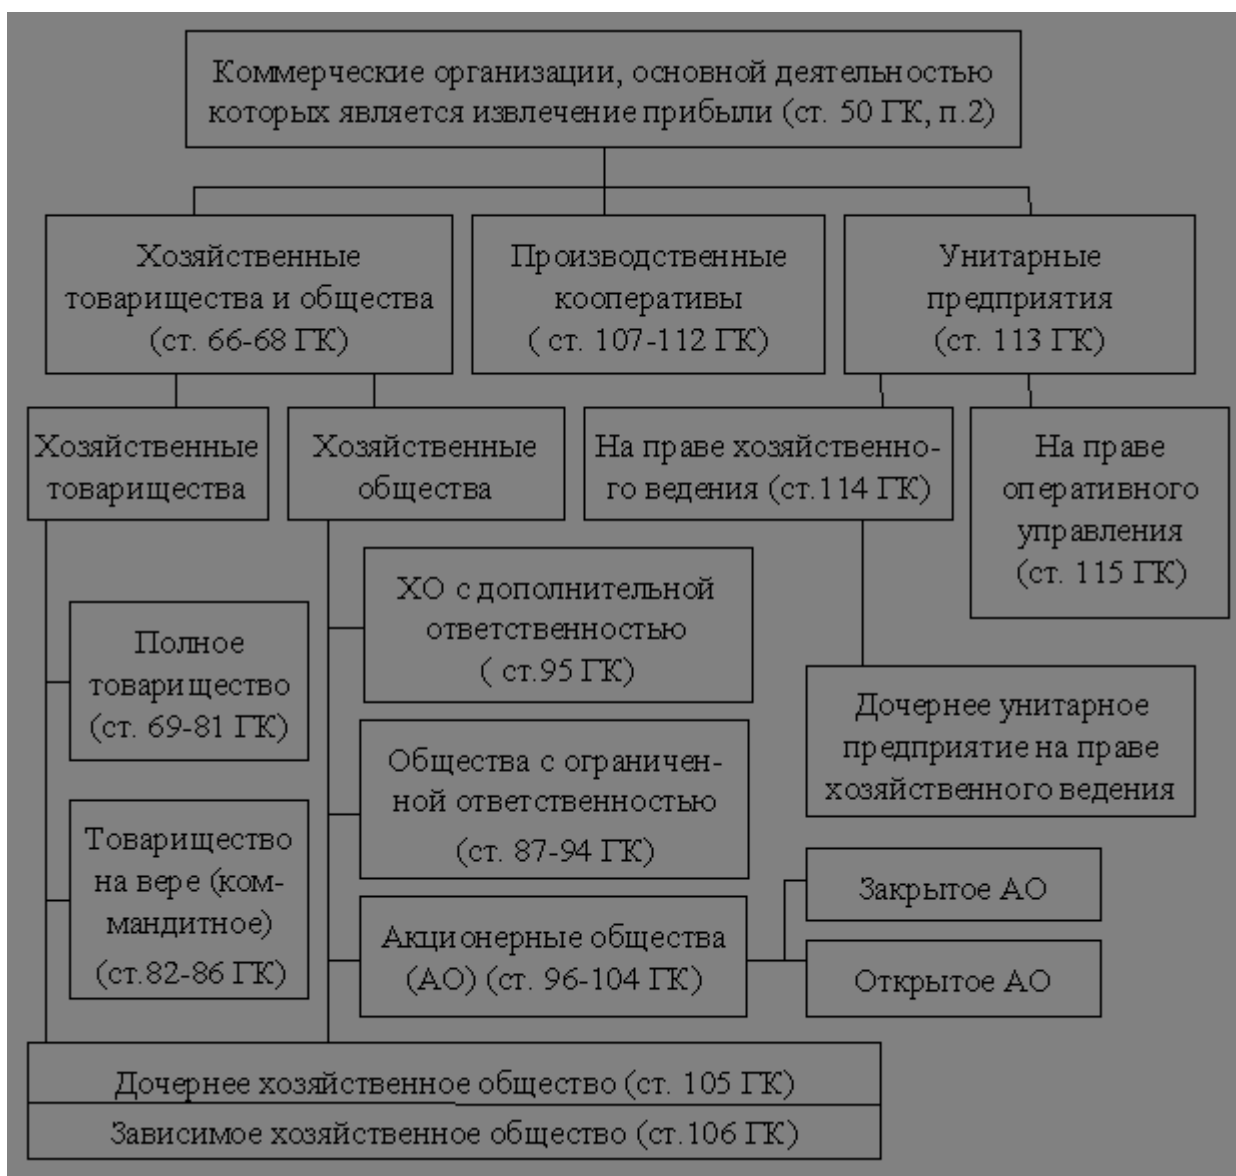 Коммерческие организации, основной деятельностью
которых является извлечение прибыли (ст. 50 ГК, п.2)
Хозяйственные
товарищества и общества
(ст. 66-68 ГК)
Производственные
кооперативы
( ст. 107-112 ГК)
Унитарные
предприятия
(ст. 113 ГК)
Хозяйственные
товарищества
Хозяйственные
общества
На праве хозяйственно-
го ведения (ст.114 ГК)
На праве
оперативного
управления
(ст. 115 ГК)
Полное
товарищество
(ст. 69-81 ГК)
Товарищество
на вере (ком-
мандитное)
(ст.82-86 ГК)
ХО с дополнительной
ответственностью
( ст.95 ГК)
Общества с ограничен-
ной ответственностью
(ст. 87-94 ГК)
Акционерные общества
(АО) (ст. 96-104 ГК)
Дочернее унитарное
предприятие на праве
хозяйственного ведения
Закрытое АО
Открытое АО
Дочернее хозяйственное общество (ст. 105 ГК)
Зависимое хозяйственное общество (ст.106 ГК)